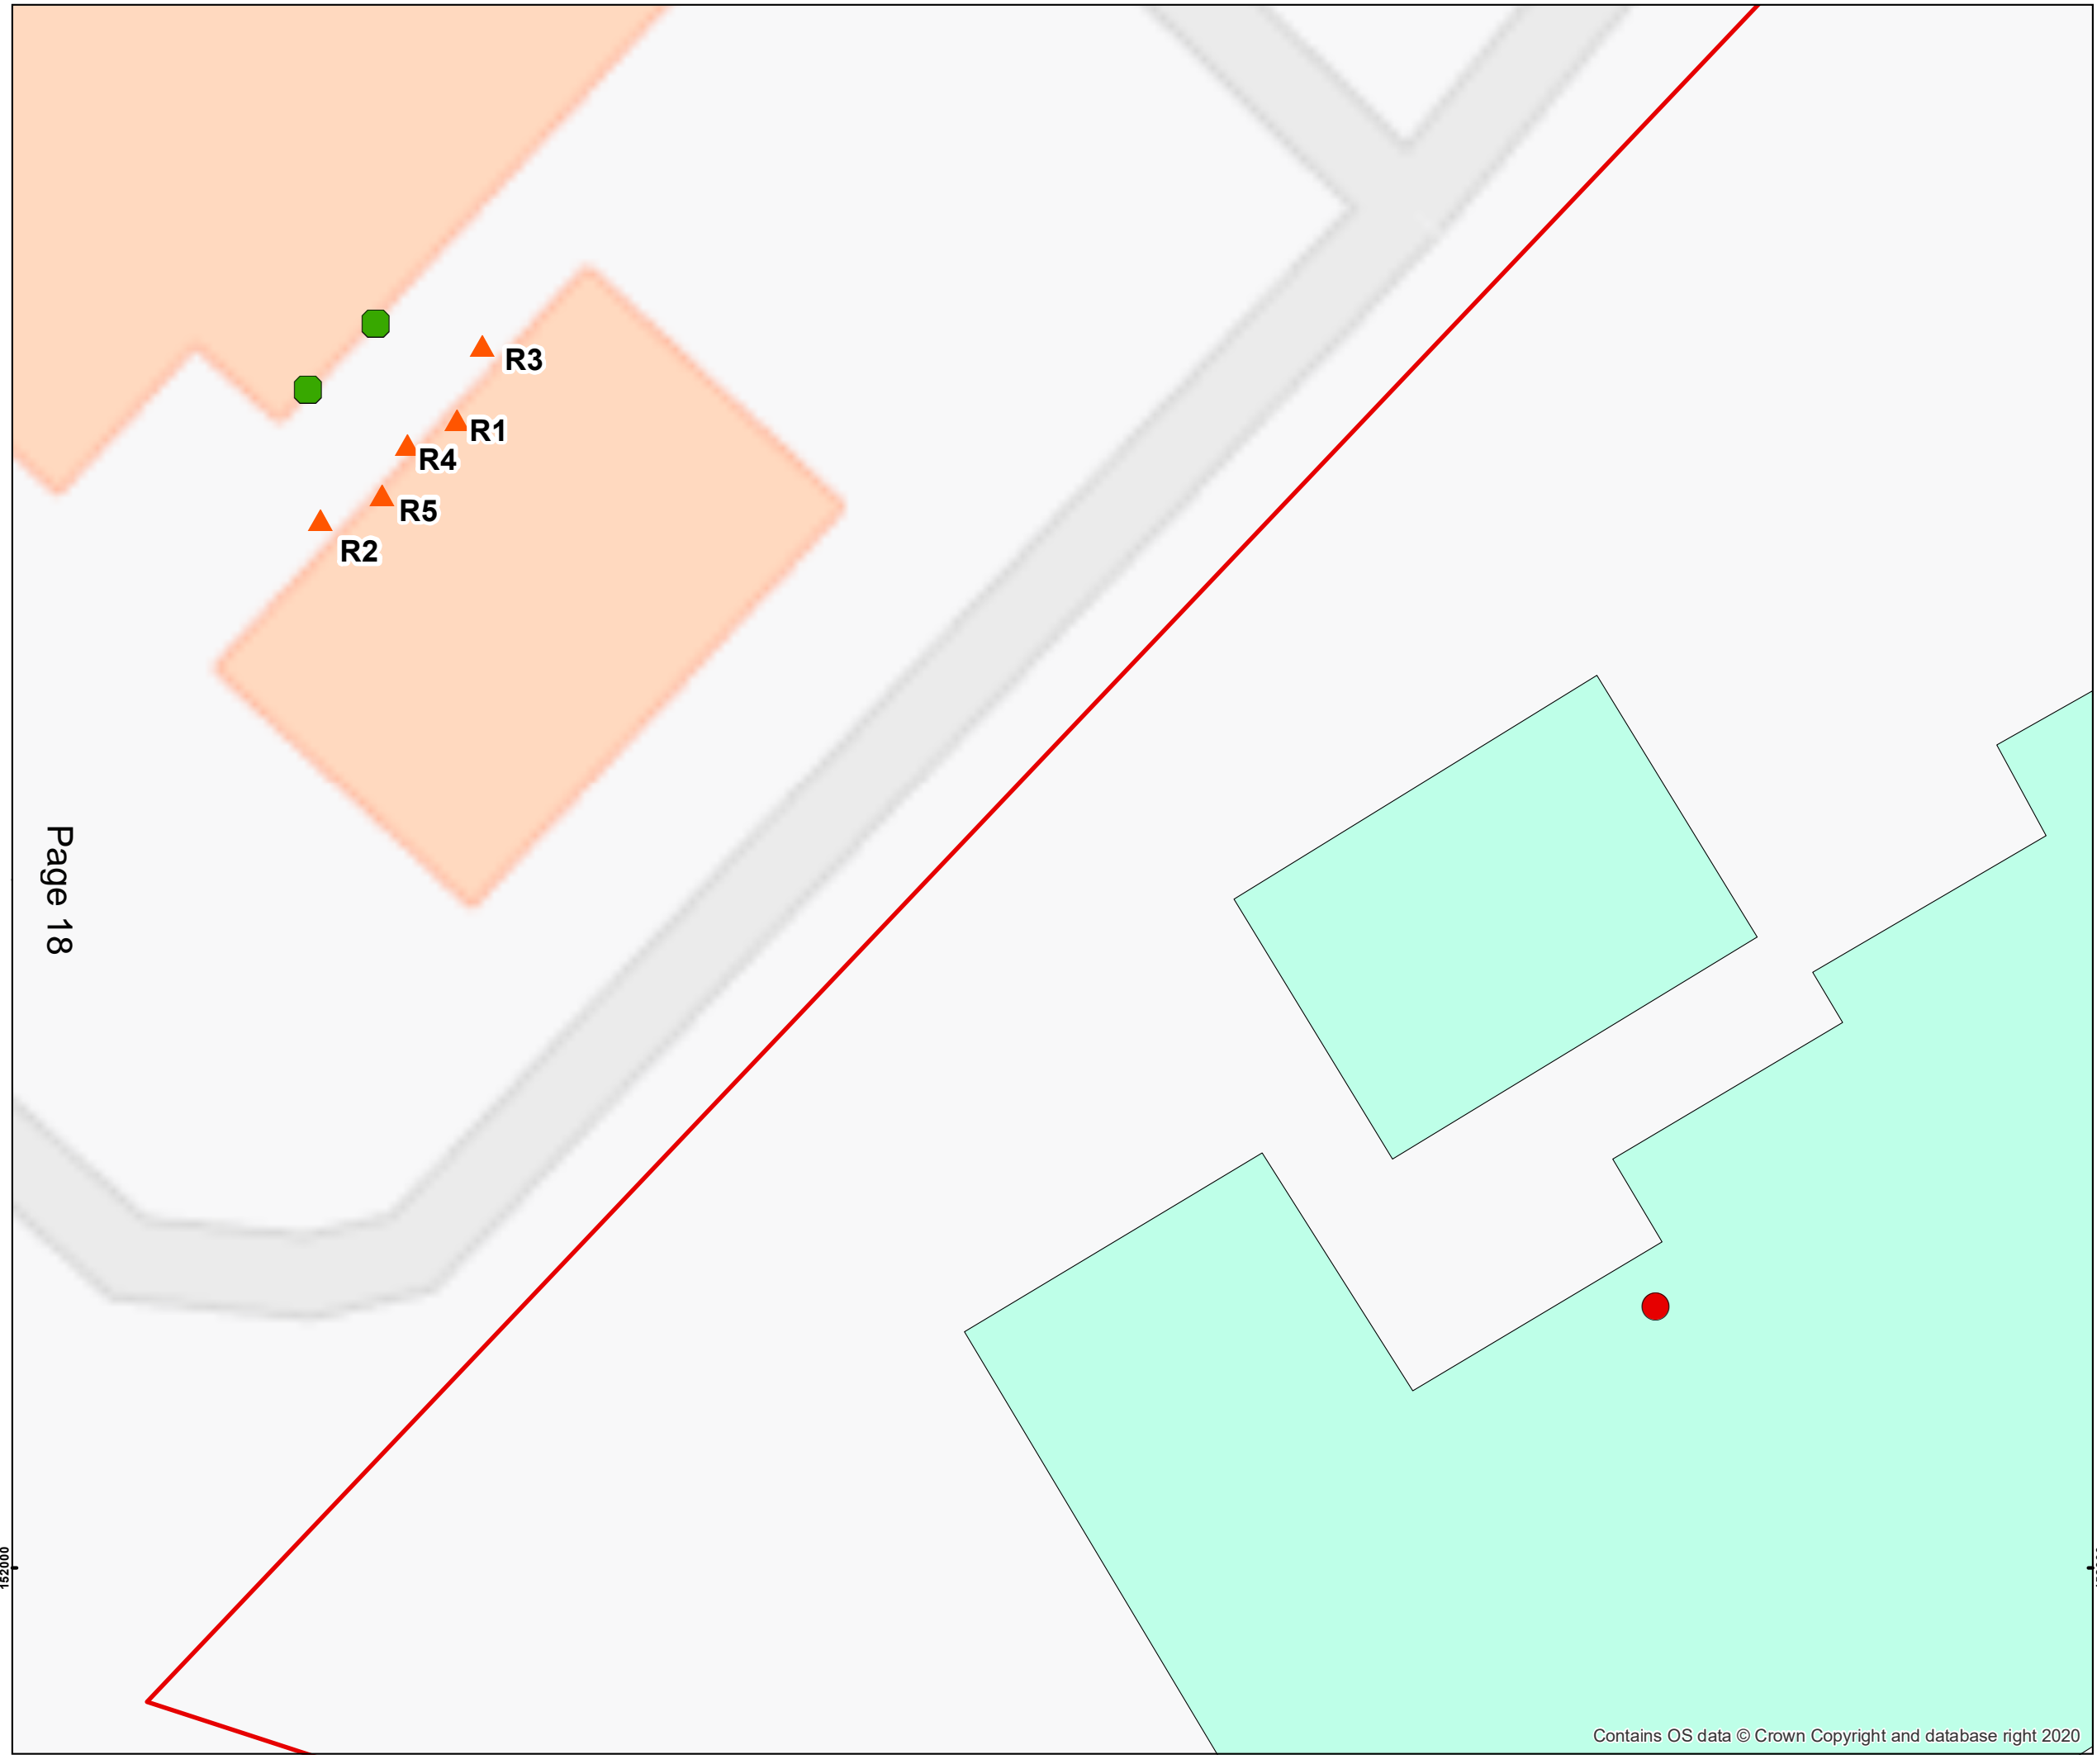 R3
R1
R4
R5
R2
Page 18
152000
Contains OS data © Crown Copyright and database right 2020